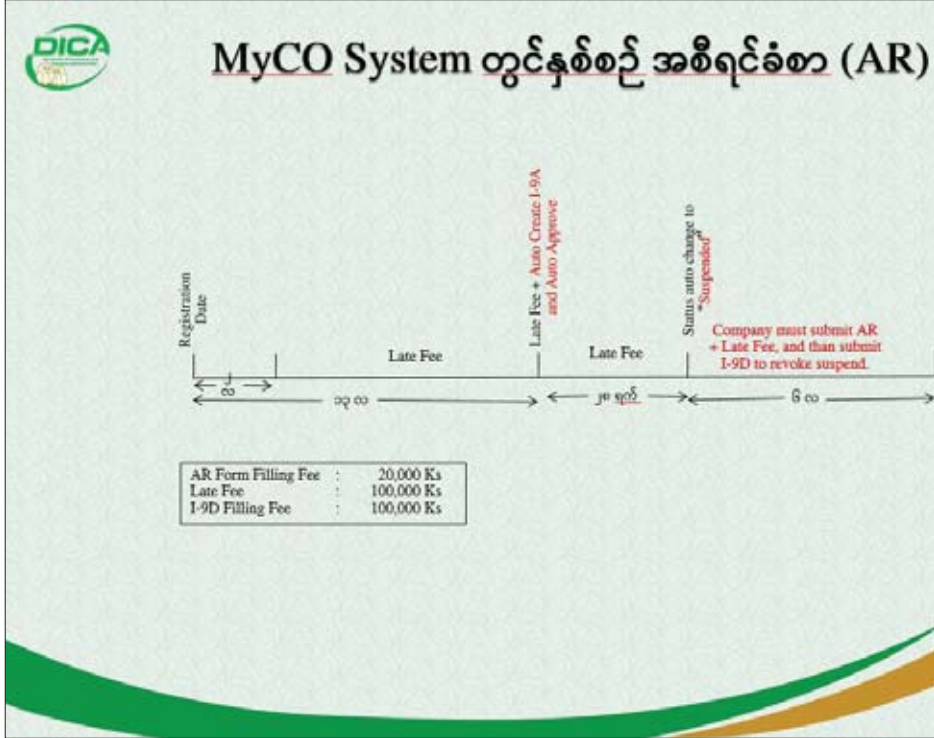 DICA
MyCO System တွင်နှစ်စဉ် အစီရင်ခံစာ (AR)
Registration
Date
Late Fee
Late Fee + Auto Create I-9A
and Auto Approve
Late Fee
Status auto change to
"Suspended"
Company must submit AR
+ Late Fee, and than submit
I-9D to revoke suspend.
၁၃ လ
၂၈ ရက်
၆ လ
AR Form Filling Fee : 20,000 Ks
Late Fee : 100,000 Ks
I-9D Filling Fee : 100,000 Ks